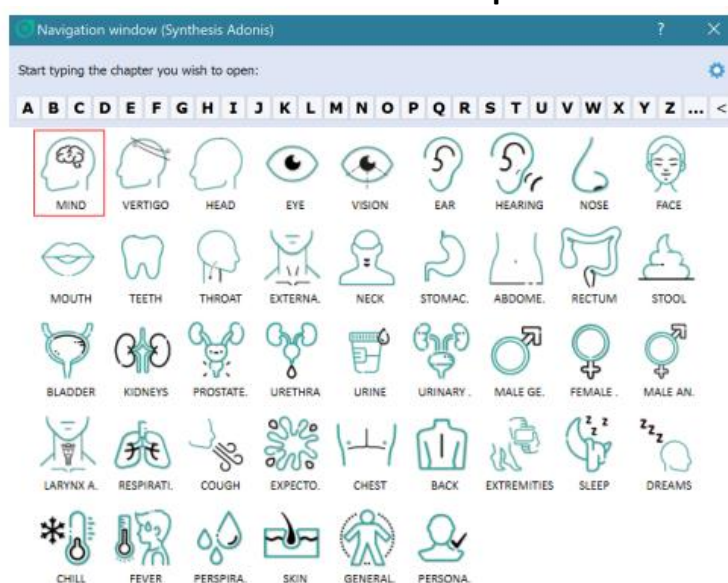 Navigation window (Synthesis Adonis) ? ×
Start typing the chapter you wish to open:
A B C D E F G H I J K L M N O P Q R S T U V W X Y Z ... <
MIND VERTIGO HEAD EYE VISION EAR HEARING NOSE FACE
MOUTH TEETH THROAT EXTERNA. NECK STOMAC. ABDOME. RECTUM STOOL
BLADDER KIDNEYS PROSTATE. URETHRA URINE URINARY . MALE GE. FEMALE . MALE AN.
LARYNX A. RESPIRATI. COUGH EXPECTO. CHEST BACK EXTREMITIES SLEEP DREAMS
CHILL FEVER PERSPIRA. SKIN GENERAL. PERSONA.